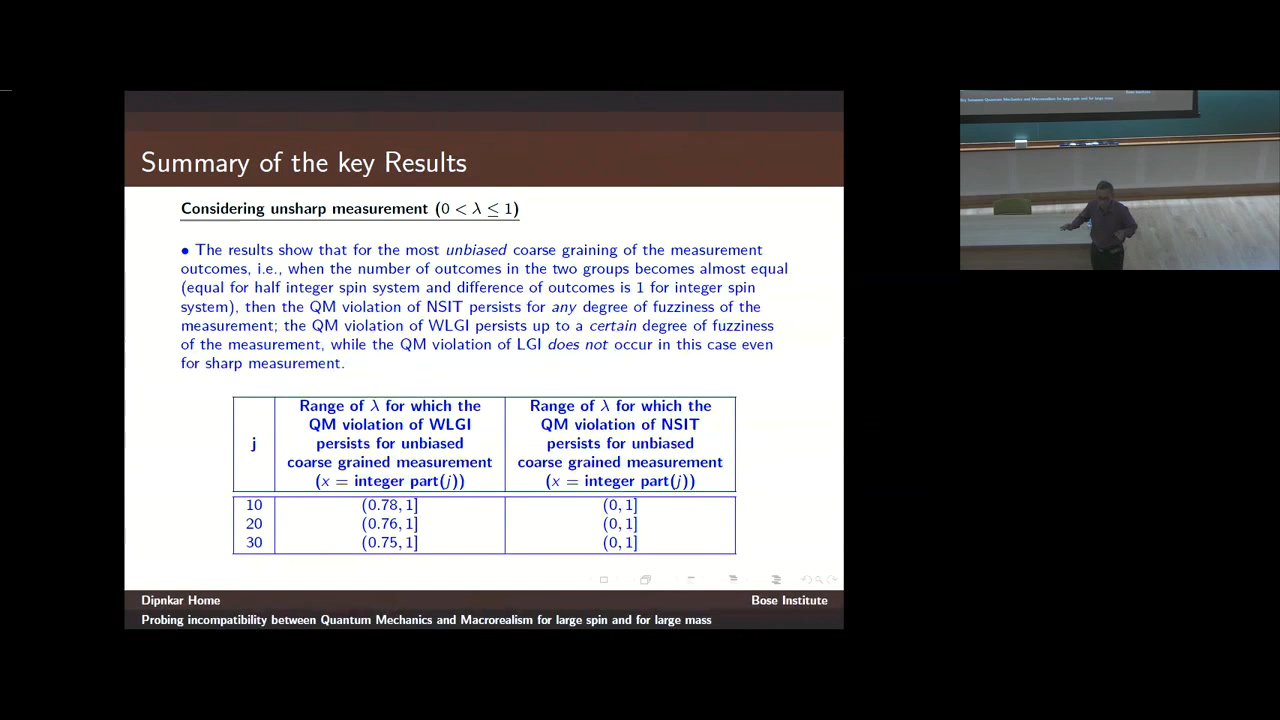 Summary of the key Results
Considering unsharp measurement (0 < λ ≤ 1)
• The results show that for the most unbiased coarse graining of the measurement
outcomes, i.e., when the number of outcomes in the two groups becomes almost equal
(equal for half integer spin system and difference of outcomes is 1 for integer spin
system), then the QM violation of NSIT persists for any degree of fuzziness of the
measurement; the QM violation of WLGI persists up to a certain degree of fuzziness
of the measurement, while the QM violation of LGI does not occur in this case even
for sharp measurement.
j
Range of λ for which the
QM violation of WLGI
persists for unbiased
coarse grained measurement
(x = integer part(j))
Range of λ for which the
QM violation of NSIT
persists for unbiased
coarse grained measurement
(x = integer part(j))
10 (0.78, 1] (0, 1]
20 (0.76, 1] (0, 1]
30 (0.75, 1] (0, 1]
Dipnkar Home Bose Institute
Probing incompatibility between Quantum Mechanics and Macrorealism for large spin and for large mass